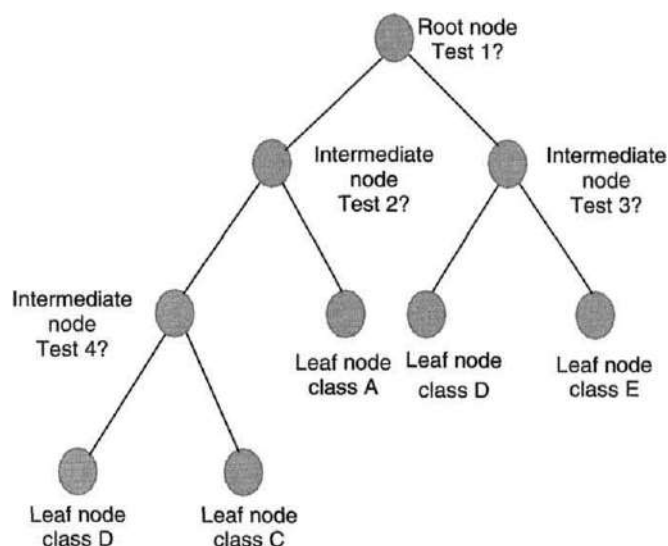 Root node
Test 1?
Intermediate
node
Test 2?
Intermediate
node
Test 3?
Intermediate
node
Test 4?
Leaf node
class A
Leaf node
class D
Leaf node
class E
Leaf node
class D
Leaf node
class C